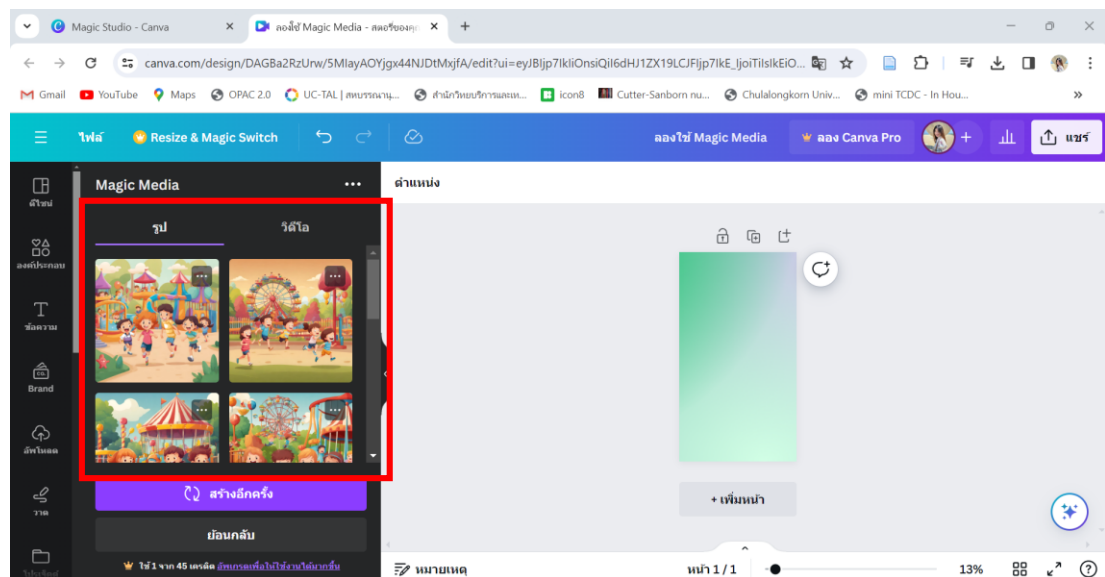 Magic Studio - Canva
ลองใช้ Magic Media - สตอรี่ของคุณ
canva.com/design/DAGBa2RzUrw/5MIayAOYjgx44NJDtMxjfA/edit?ui=eyJBIjp7IkIiOnsiQiI6dHJ1ZX19LCJFIjp7IkE_IjoiTiIsIkEiO...
Gmail YouTube Maps OPAC 2.0 UC-TAL | สหบรรณานุ... สำนักวิทยบริการและเท... icon8 Cutter-Sanborn nu... Chulalongkorn Univ... mini TCDC - In Hou...
ไฟล์ Resize & Magic Switch ลองใช้ Magic Media ลอง Canva Pro แชร์
ดีไซน์
องค์ประกอบ
ข้อความ
Brand
อัพโหลด
วาด
Magic Media
รูป วิดีโอ
สร้างอีกครั้ง
ย้อนกลับ
ใช้ 1 จาก 45 เครดิต อัพเกรดเพื่อให้ใช้งานได้มากขึ้น
ตำแหน่ง
+ เพิ่มหน้า
หมายเหตุ หน้า 1 / 1 13%